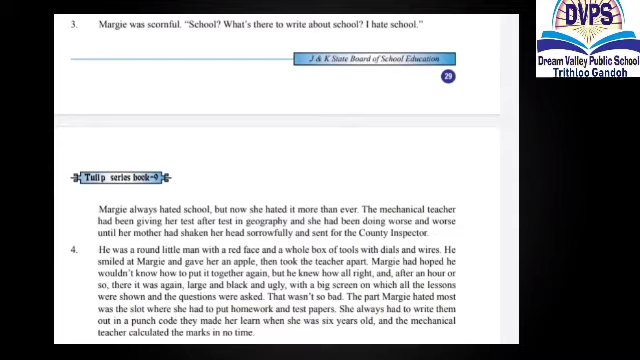 DVPS
Dream Valley Public School
Trithloo Gandoh
3. Margie was scornful. “School? What’s there to write about school? I hate school.”
J & K State Board of School Education
29
Tulip series book-9
Margie always hated school, but now she hated it more than ever. The mechanical teacher
had been giving her test after test in geography and she had been doing worse and worse
until her mother had shaken her head sorrowfully and sent for the County Inspector.
4. He was a round little man with a red face and a whole box of tools with dials and wires. He
smiled at Margie and gave her an apple, then took the teacher apart. Margie had hoped he
wouldn’t know how to put it together again, but he knew how all right, and, after an hour or
so, there it was again, large and black and ugly, with a big screen on which all the lessons
were shown and the questions were asked. That wasn’t so bad. The part Margie hated most
was the slot where she had to put homework and test papers. She always had to write them
out in a punch code they made her learn when she was six years old, and the mechanical
teacher calculated the marks in no time.